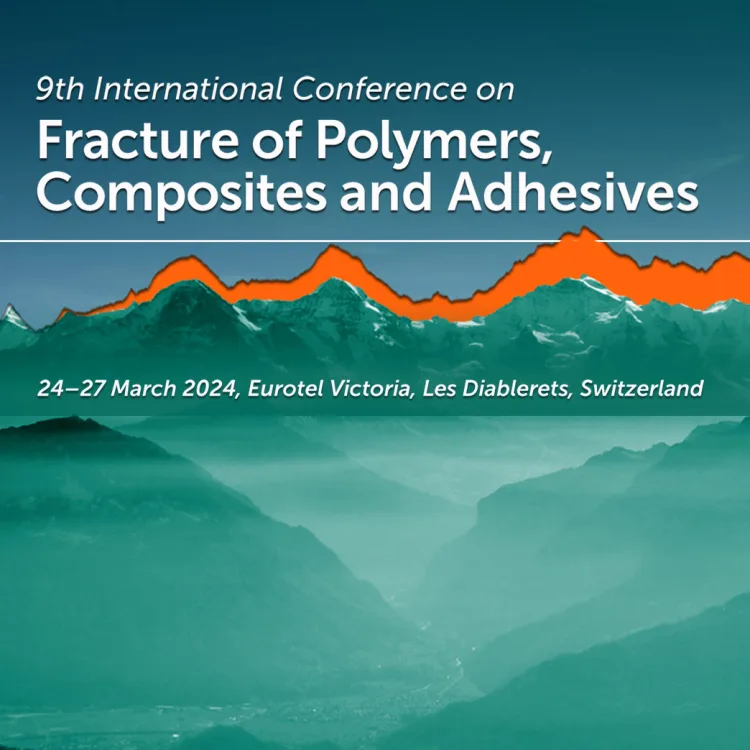 9th International Conference on
Fracture of Polymers,
Composites and Adhesives
24–27 March 2024, Eurotel Victoria, Les Diablerets, Switzerland